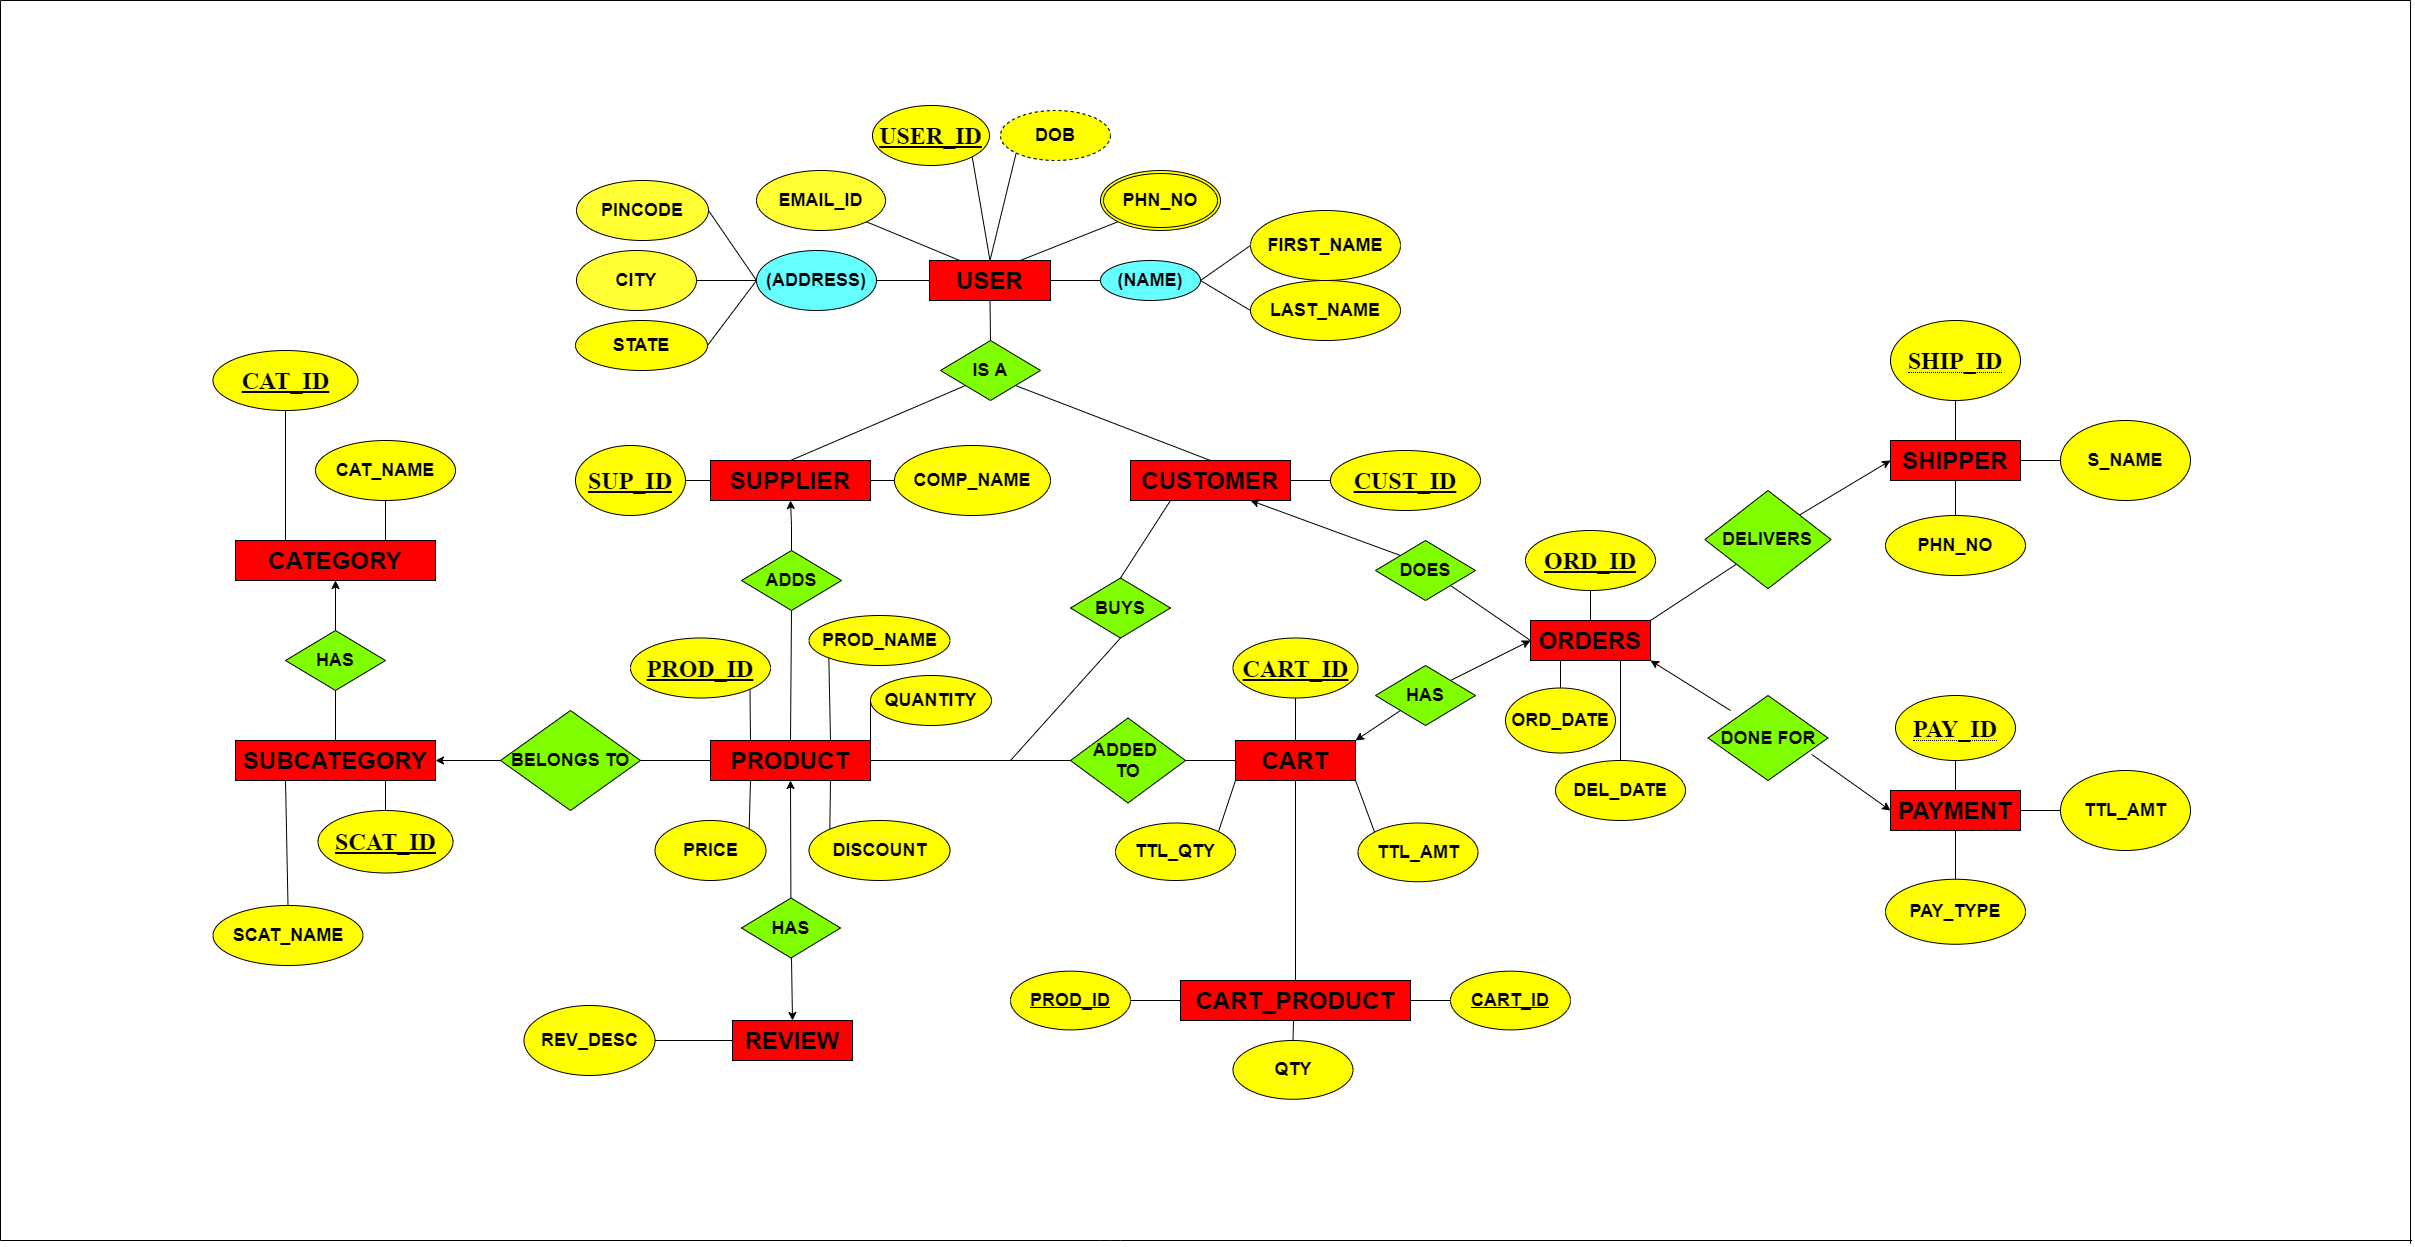 USER_ID
DOB
EMAIL_ID
PHN_NO
PINCODE
FIRST_NAME
CITY
(ADDRESS)
USER
(NAME)
LAST_NAME
STATE
IS A
CAT_ID
CAT_NAME
SUP_ID
SUPPLIER
COMP_NAME
CUSTOMER
CUST_ID
SHIP_ID
SHIPPER
S_NAME
PHN_NO
DELIVERS
CATEGORY
ADDS
BUYS
DOES
ORD_ID
ORDERS
HAS
PROD_ID
PROD_NAME
QUANTITY
CART_ID
HAS
ORD_DATE
DEL_DATE
DONE FOR
PAY_ID
SUBCATEGORY
BELONGS TO
PRODUCT
ADDED
TO
CART
PAYMENT
TTL_AMT
SCAT_ID
PRICE
DISCOUNT
TTL_QTY
TTL_AMT
PAY_TYPE
SCAT_NAME
HAS
PROD_ID
CART_PRODUCT
CART_ID
REV_DESC
REVIEW
QTY